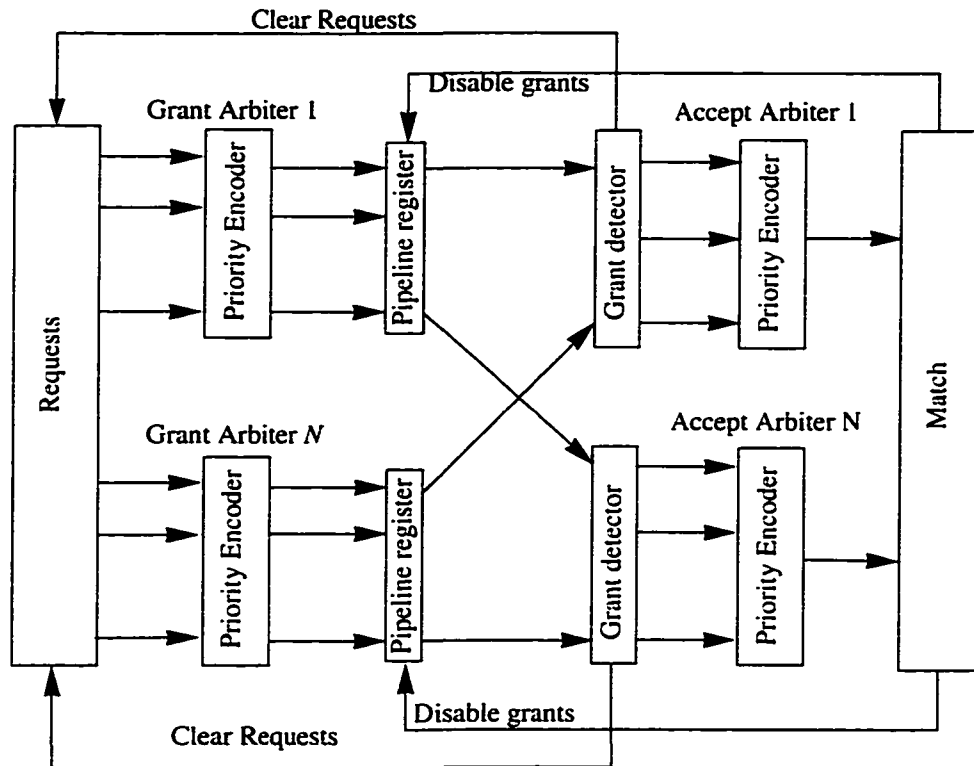 Clear Requests
Disable grants
Grant Arbiter 1
Accept Arbiter 1
Requests
Priority Encoder
Pipeline register
Grant detector
Priority Encoder
Match
Grant Arbiter N
Accept Arbiter N
Priority Encoder
Pipeline register
Grant detector
Priority Encoder
Disable grants
Clear Requests